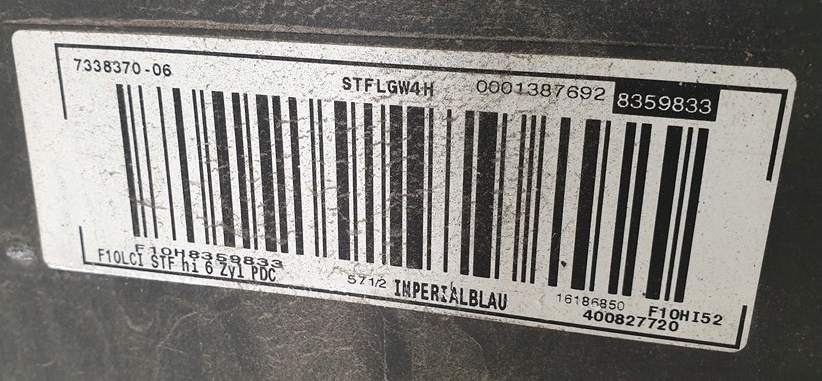 7338370-06 STFLGW4H 0001387692 8359833
F10H8359833
F10LCI STF hi 6 Zyl PDC 571/2 IMPERIALBLAU 16186850 F10HI52
400827720